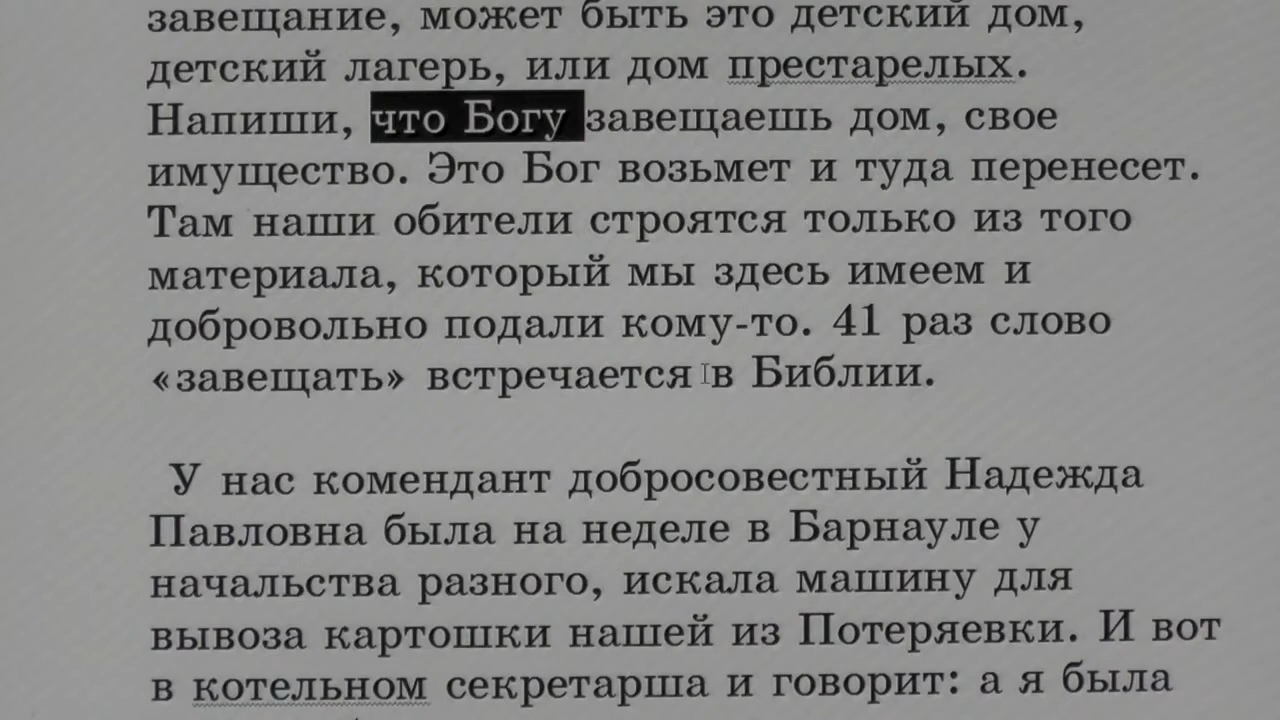 завещание, может быть это детский дом,
детский лагерь, или дом престарелых.
Напиши, что Богу завещаешь дом, свое
имущество. Это Бог возьмет и туда перенесет.
Там наши обители строятся только из того
материала, который мы здесь имеем и
добровольно подали кому-то. 41 раз слово
«завещать» встречается в Библии.
У нас комендант добросовестный Надежда
Павловна была на неделе в Барнауле у
начальства разного, искала машину для
вывоза картошки нашей из Потеряевки. И вот
в котельном секретарша и говорит: а я была